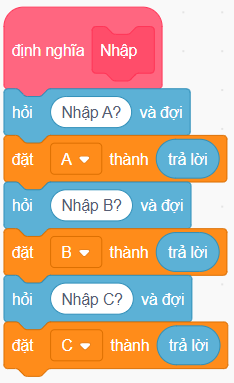 định nghĩa Nhập
hỏi Nhập A? và đợi
đặt A thành trả lời
hỏi Nhập B? và đợi
đặt B thành trả lời
hỏi Nhập C? và đợi
đặt C thành trả lời